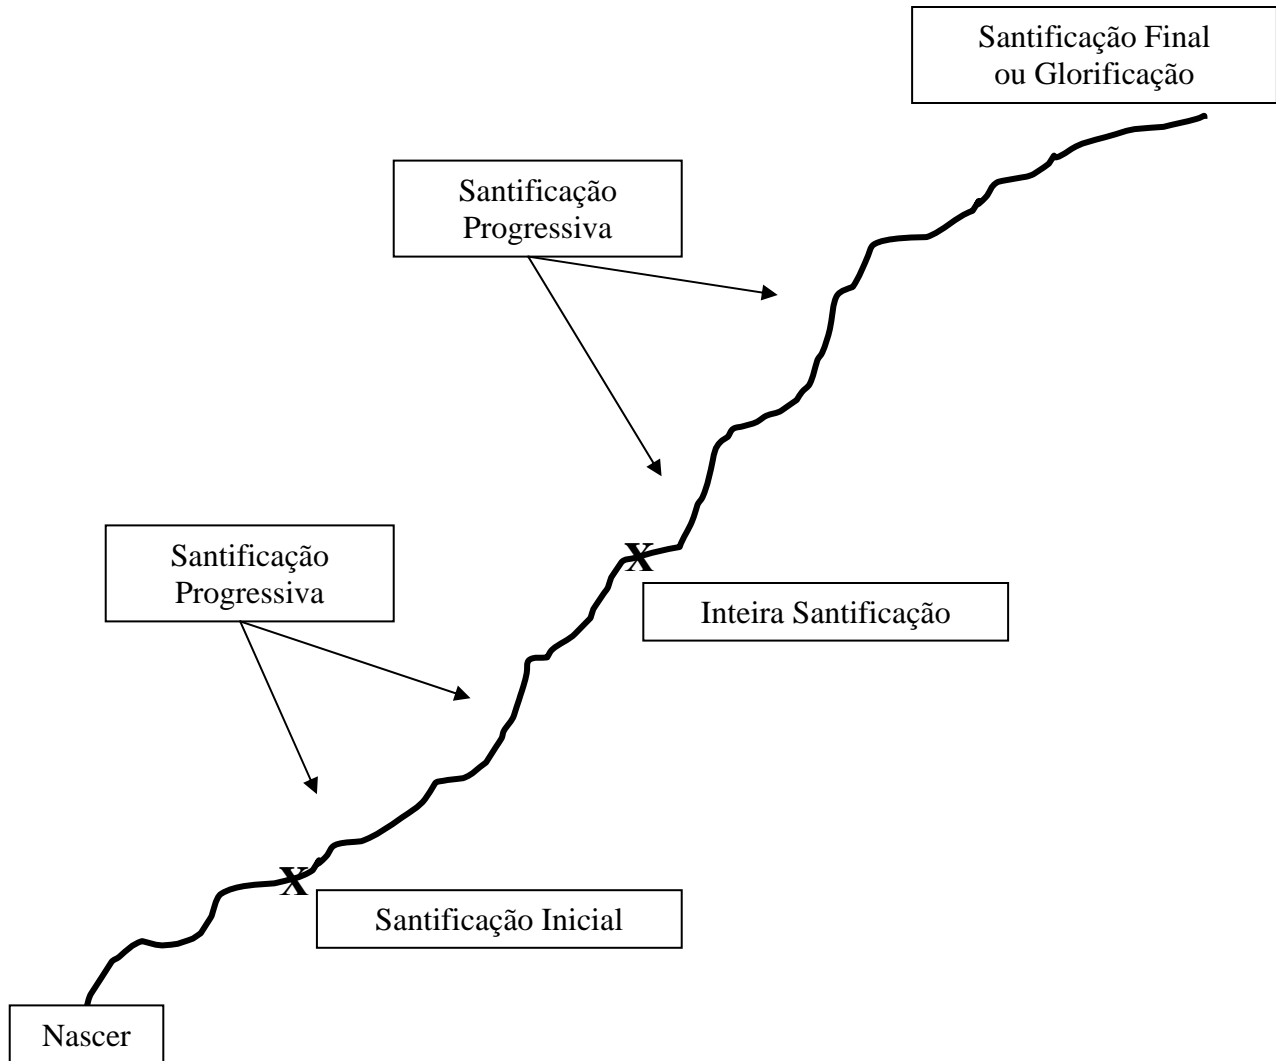 Santificação Final
ou Glorificação
Santificação
Progressiva
Santificação
Progressiva
X
Inteira Santificação
X
Santificação Inicial
Nascer